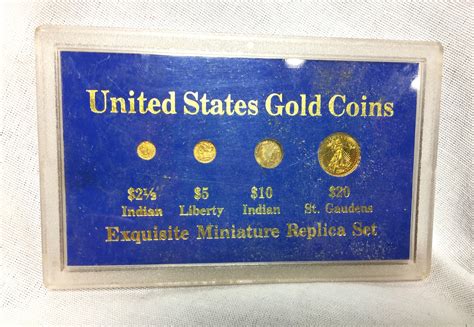 United States Gold Coins
$2½ $5 $10 $20
Indian Liberty Indian St. Gaudens
Exquisite Miniature Replica Set